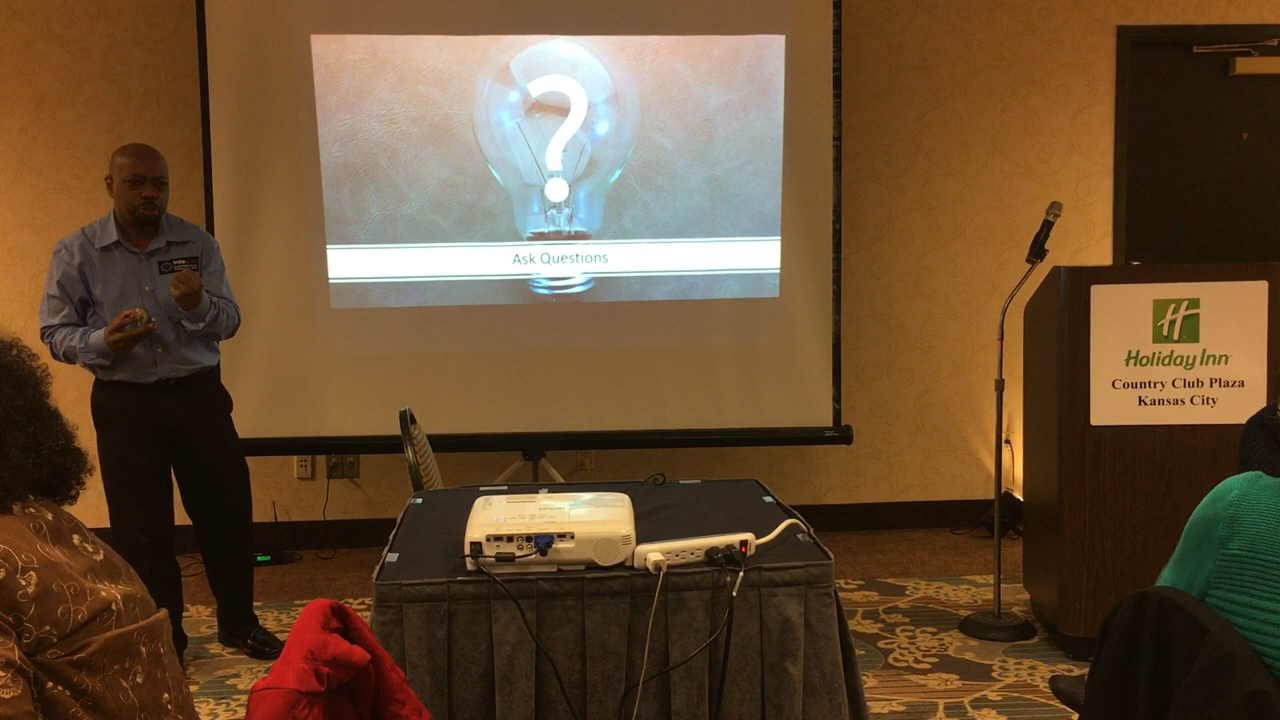 ?
Ask Questions
H
Holiday Inn
Country Club Plaza
Kansas City